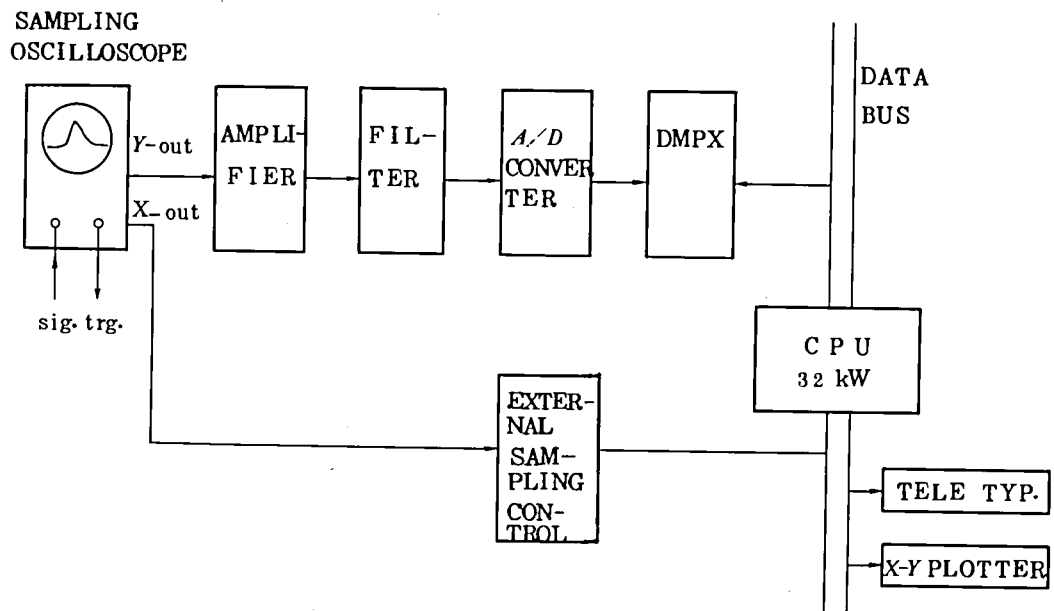 SAMPLING
OSCILLOSCOPE
Y-out
X-out
sig. trg.
AMPLI-
FIER
FIL-
TER
A/D
CONVER
TER
DMPX
DATA
BUS
CPU
32 kW
EXTER-
NAL
SAM-
PLING
CON-
TROL
TELE TYP.
X-Y PLOTTER